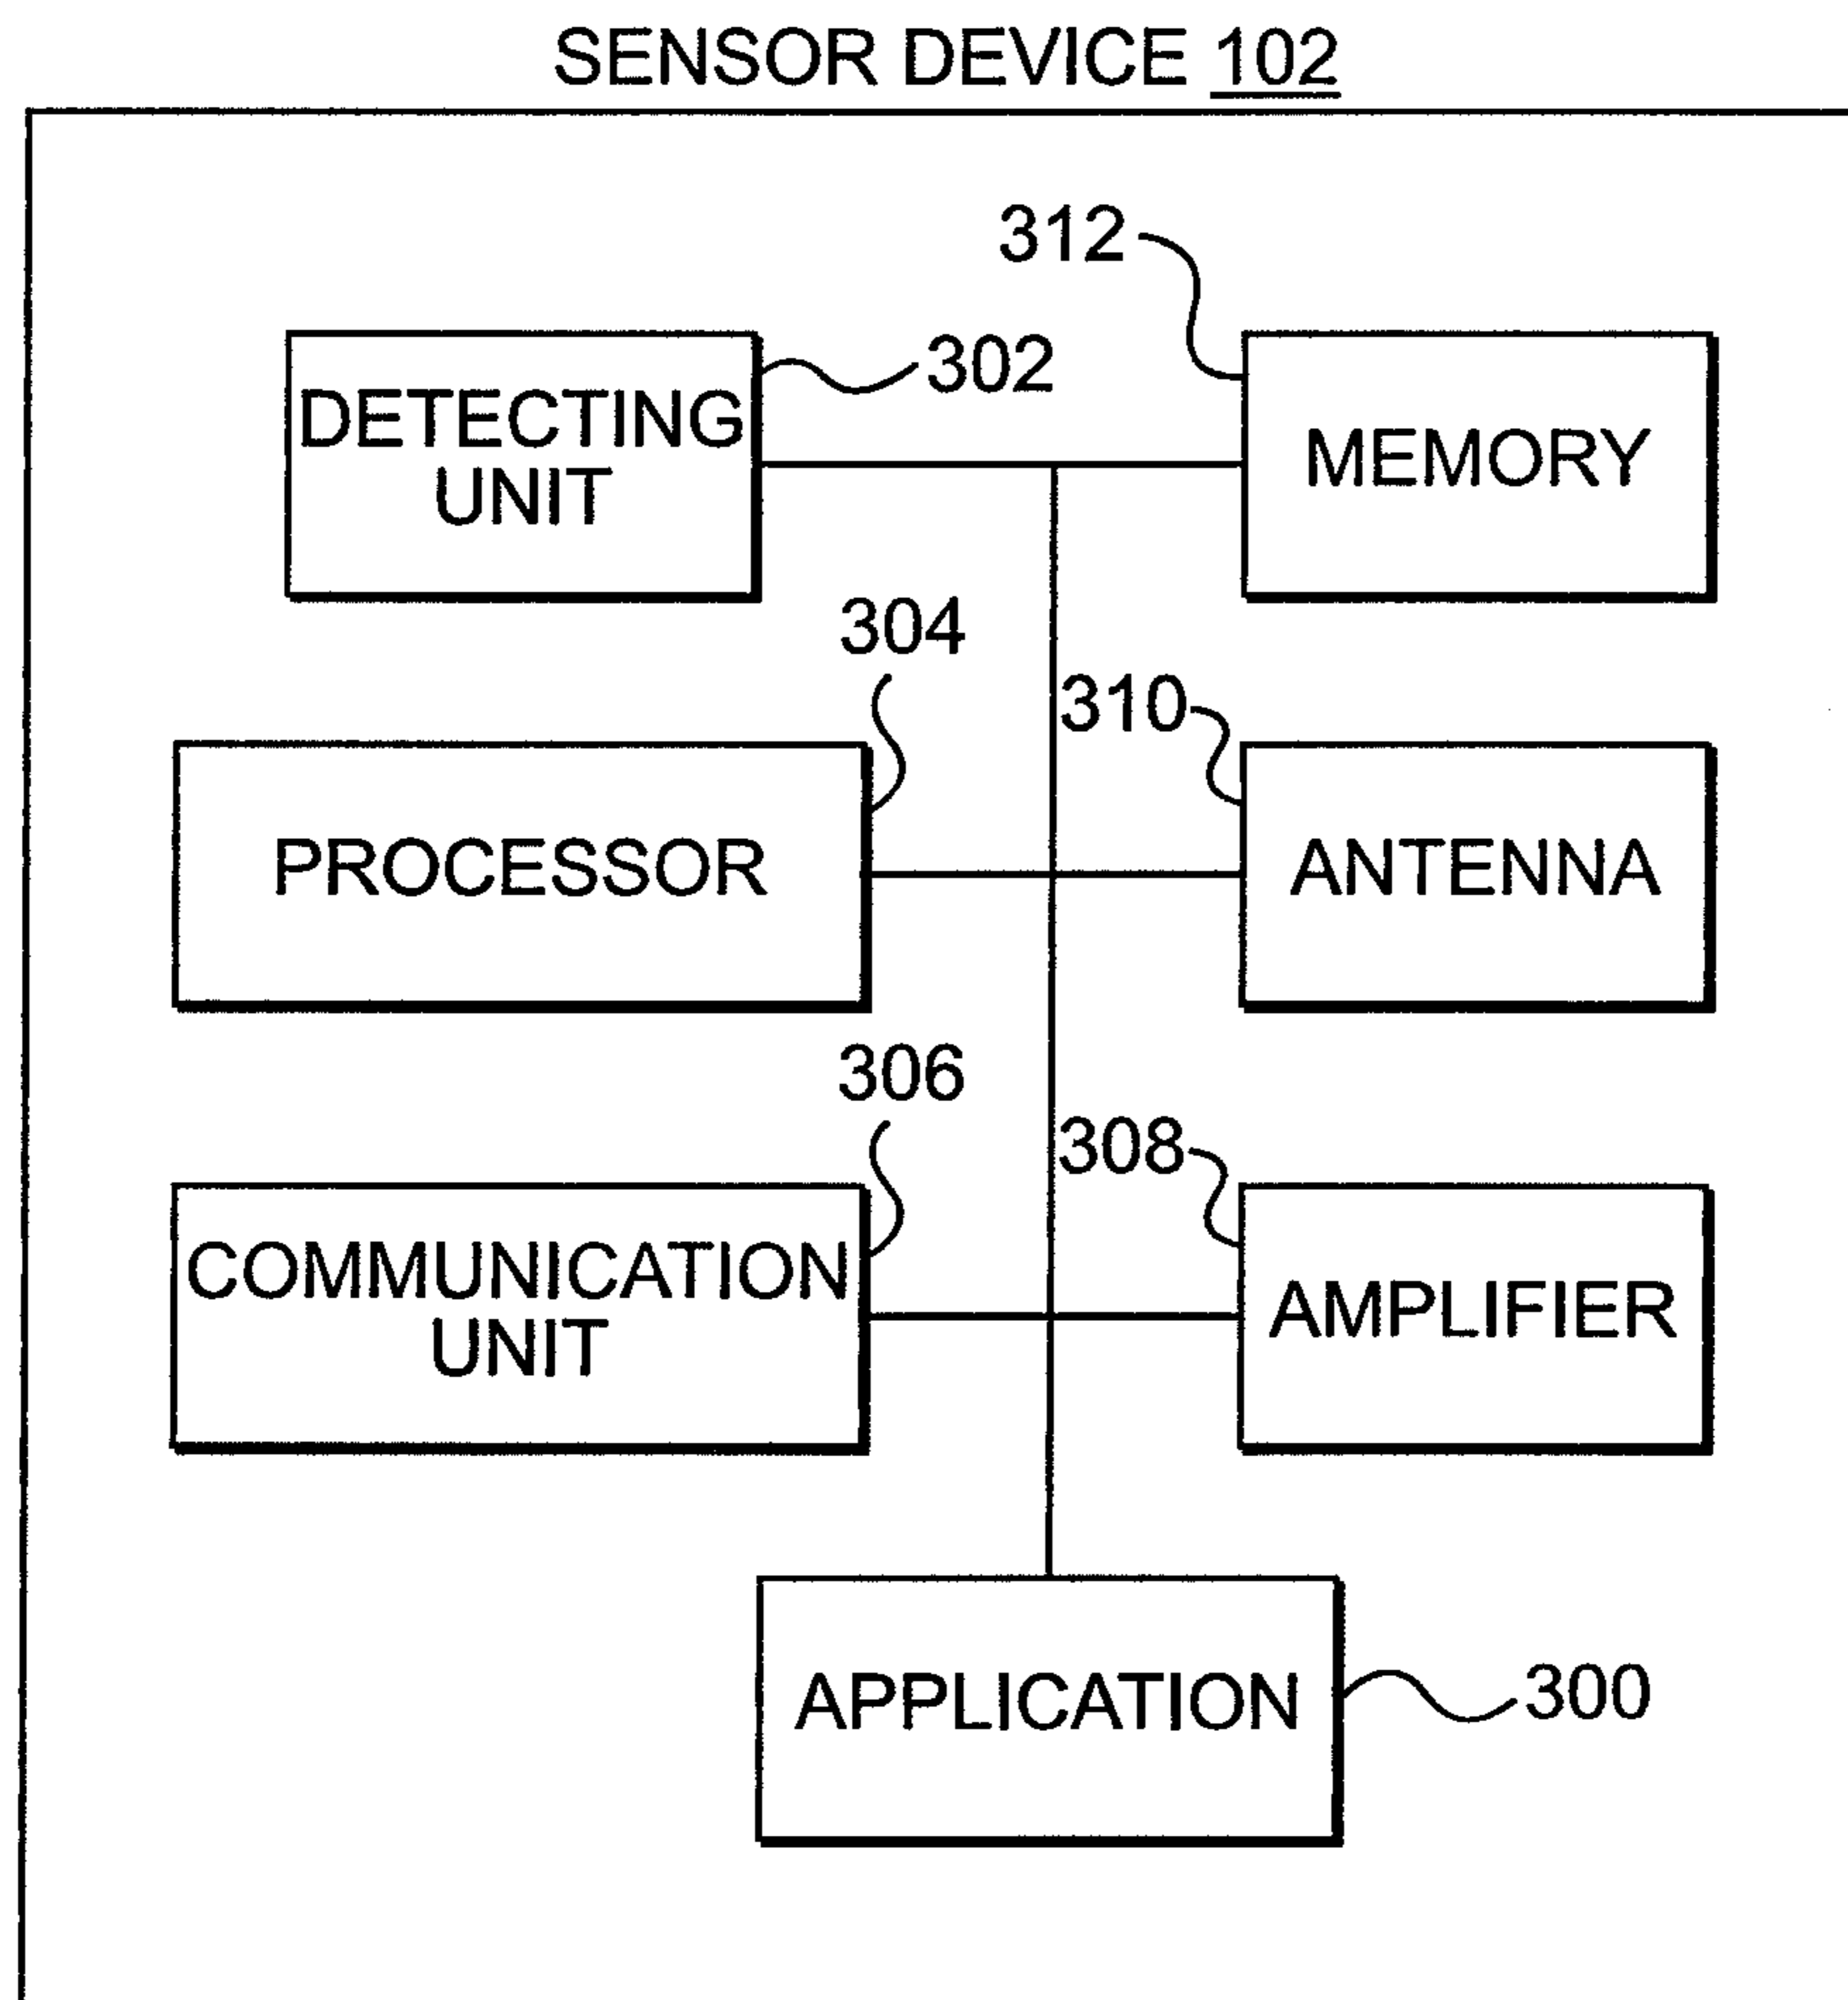 SENSOR DEVICE 102
312
302
DETECTING
UNIT
MEMORY
304
310
PROCESSOR
ANTENNA
306
308
COMMUNICATION
UNIT
AMPLIFIER
APPLICATION
300